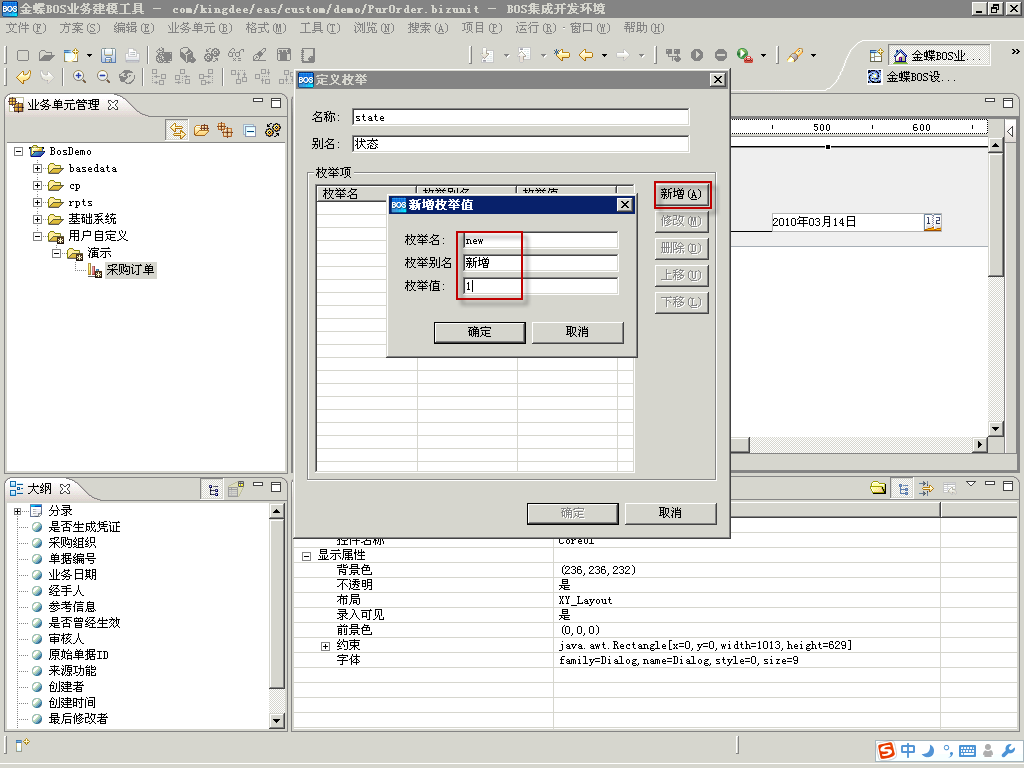 金蝶BOS业务建模工具 － com/kingdee/eas/custom/demo/PurOrder.bizunit － BOS集成开发环境
文件(F) 方案(S) 编辑(E) 业务单元(B) 格式(M) 工具(T) 浏览(N) 搜索(A) 项目(P) 运行(R) 窗口(W) 帮助(H)
金蝶BOS业...
金蝶BOS设...
业务单元管理
BosDemo
basedata
cp
rpts
基础系统
用户自定义
演示
采购订单
500 600
2010年03月14日
定义枚举
名称: state
别名: 状态
枚举项
枚举名 枚举别名 枚举值
新增(A)
修改(M)
删除(D)
上移(U)
下移(L)
新增枚举值
枚举名: new
枚举别名 新增
枚举值: 1
确定 取消
确定 取消
大纲
分录
是否生成凭证
采购组织
单据编号
业务日期
经手人
参考信息
是否曾经生效
审核人
原始单据ID
来源功能
创建者
创建时间
最后修改者
控件名称 CoreUI
显示属性
背景色 (236,236,232)
不透明 是
布局 XY_Layout
录入可见 是
前景色 (0,0,0)
约束 java.awt.Rectangle[x=0,y=0,width=1013,height=629]
字体 family=Dialog,name=Dialog,style=0,size=9
中